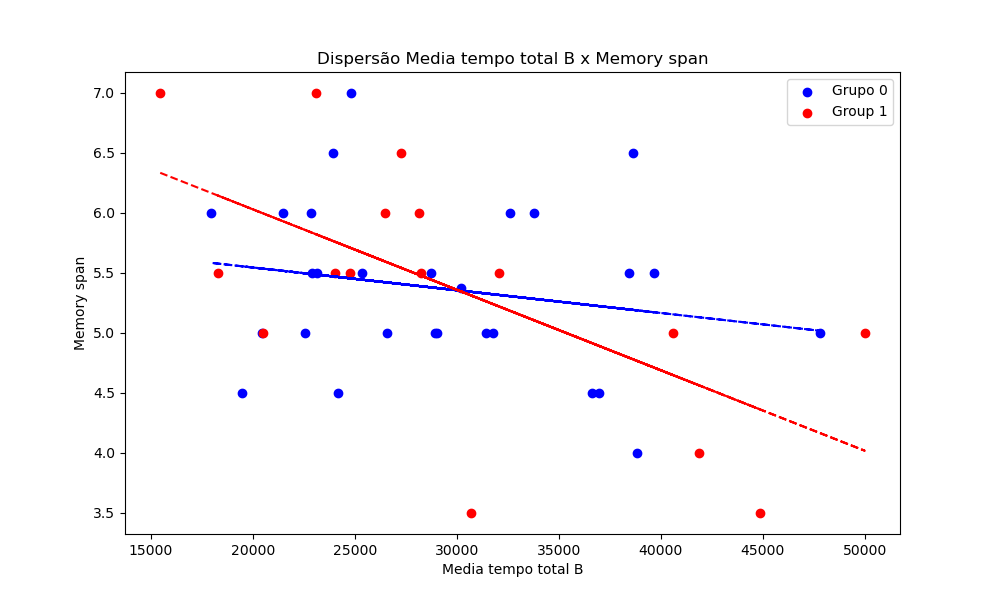 Dispersão Media tempo total B x Memory span
Grupo 0
Group 1
7.0
6.5
6.0
5.5
5.0
4.5
4.0
3.5
Memory span
15000 20000 25000 30000 35000 40000 45000 50000
Media tempo total B